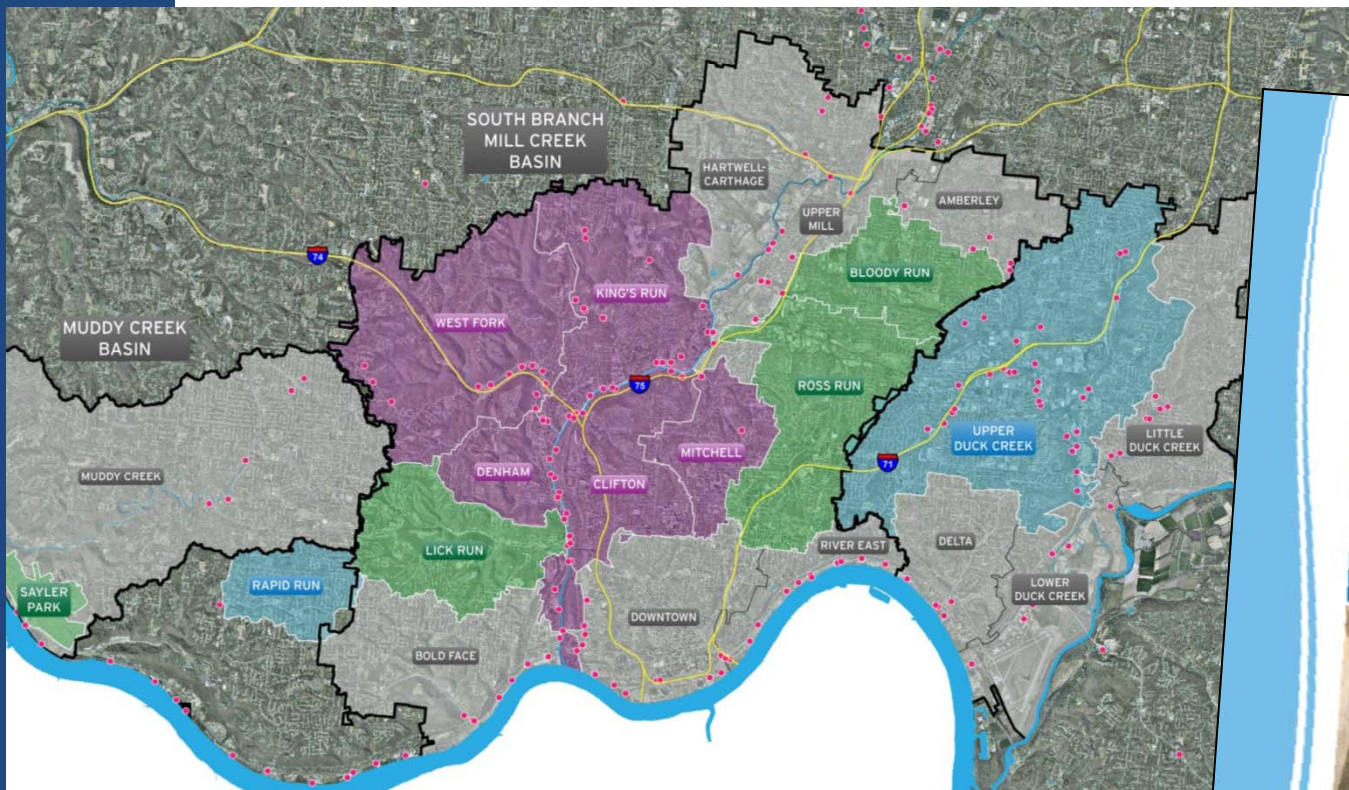 SOUTH BRANCH
MILL CREEK
BASIN
HARTWELL-
CARTHAGE
AMBERLEY
UPPER
MILL
74
BLOODY RUN
KING'S RUN
WEST FORK
MUDDY CREEK
BASIN
75
ROSS RUN
UPPER
DUCK CREEK
LITTLE
DUCK CREEK
MITCHELL
71
MUDDY CREEK
DENHAM
CLIFTON
LICK RUN
RIVER EAST
DELTA
RAPID RUN
SAYLER
PARK
LOWER
DUCK CREEK
DOWNTOWN
BOLD FACE